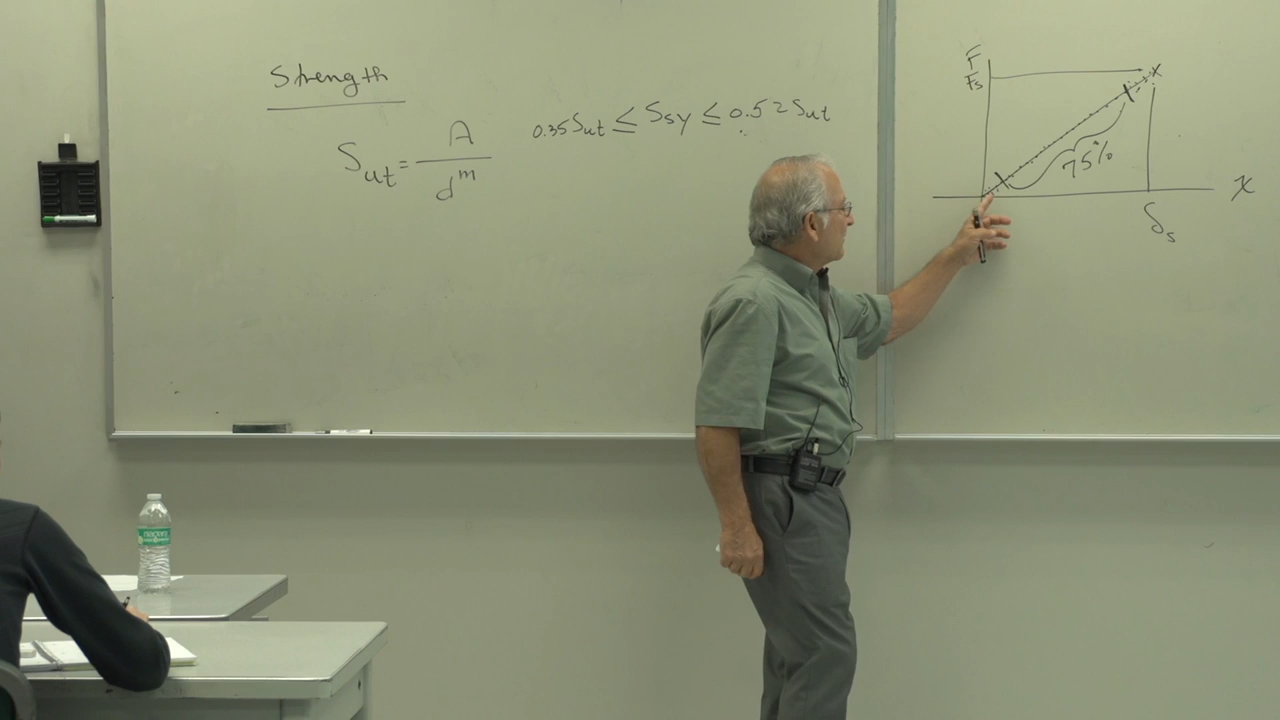 Strength
Sut = A / d^m
0.35 Sut ≤ Ssy ≤ 0.52 Sut
F
Fs
75%
x
δs